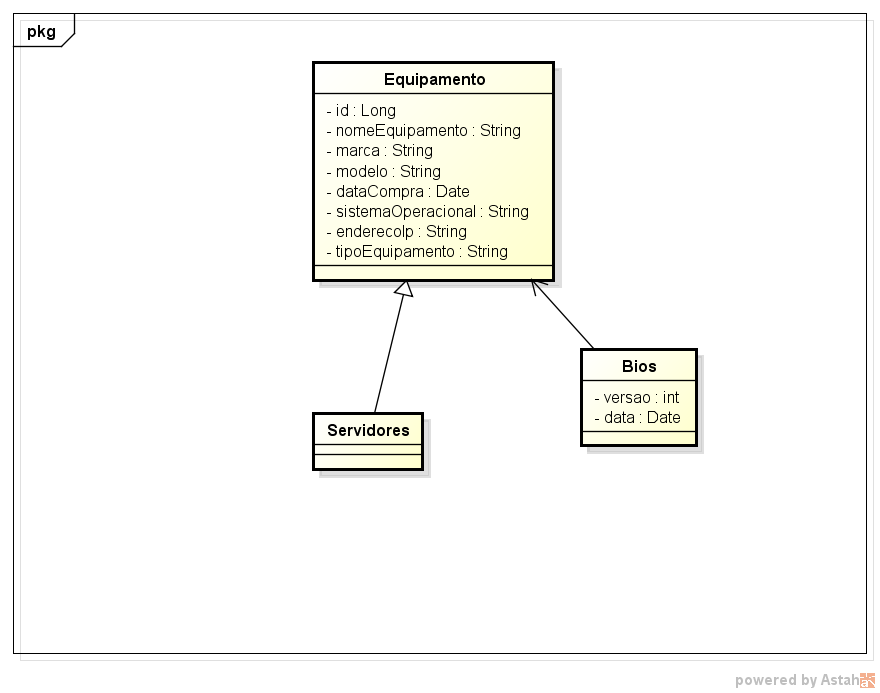 pkg
Equipamento
- id : Long
- nomeEquipamento : String
- marca : String
- modelo : String
- dataCompra : Date
- sistemaOperacional : String
- enderecoIp : String
- tipoEquipamento : String
Bios
- versao : int
- data : Date
Servidores
powered by Astah